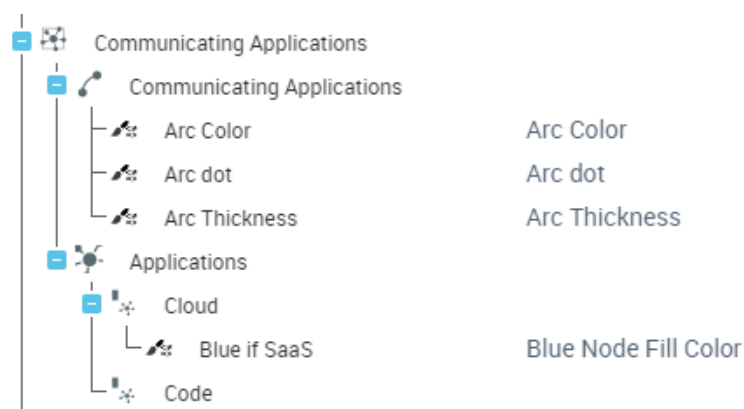 Communicating Applications
Communicating Applications
Arc Color Arc Color
Arc dot Arc dot
Arc Thickness Arc Thickness
Applications
Cloud
Blue if SaaS Blue Node Fill Color
Code